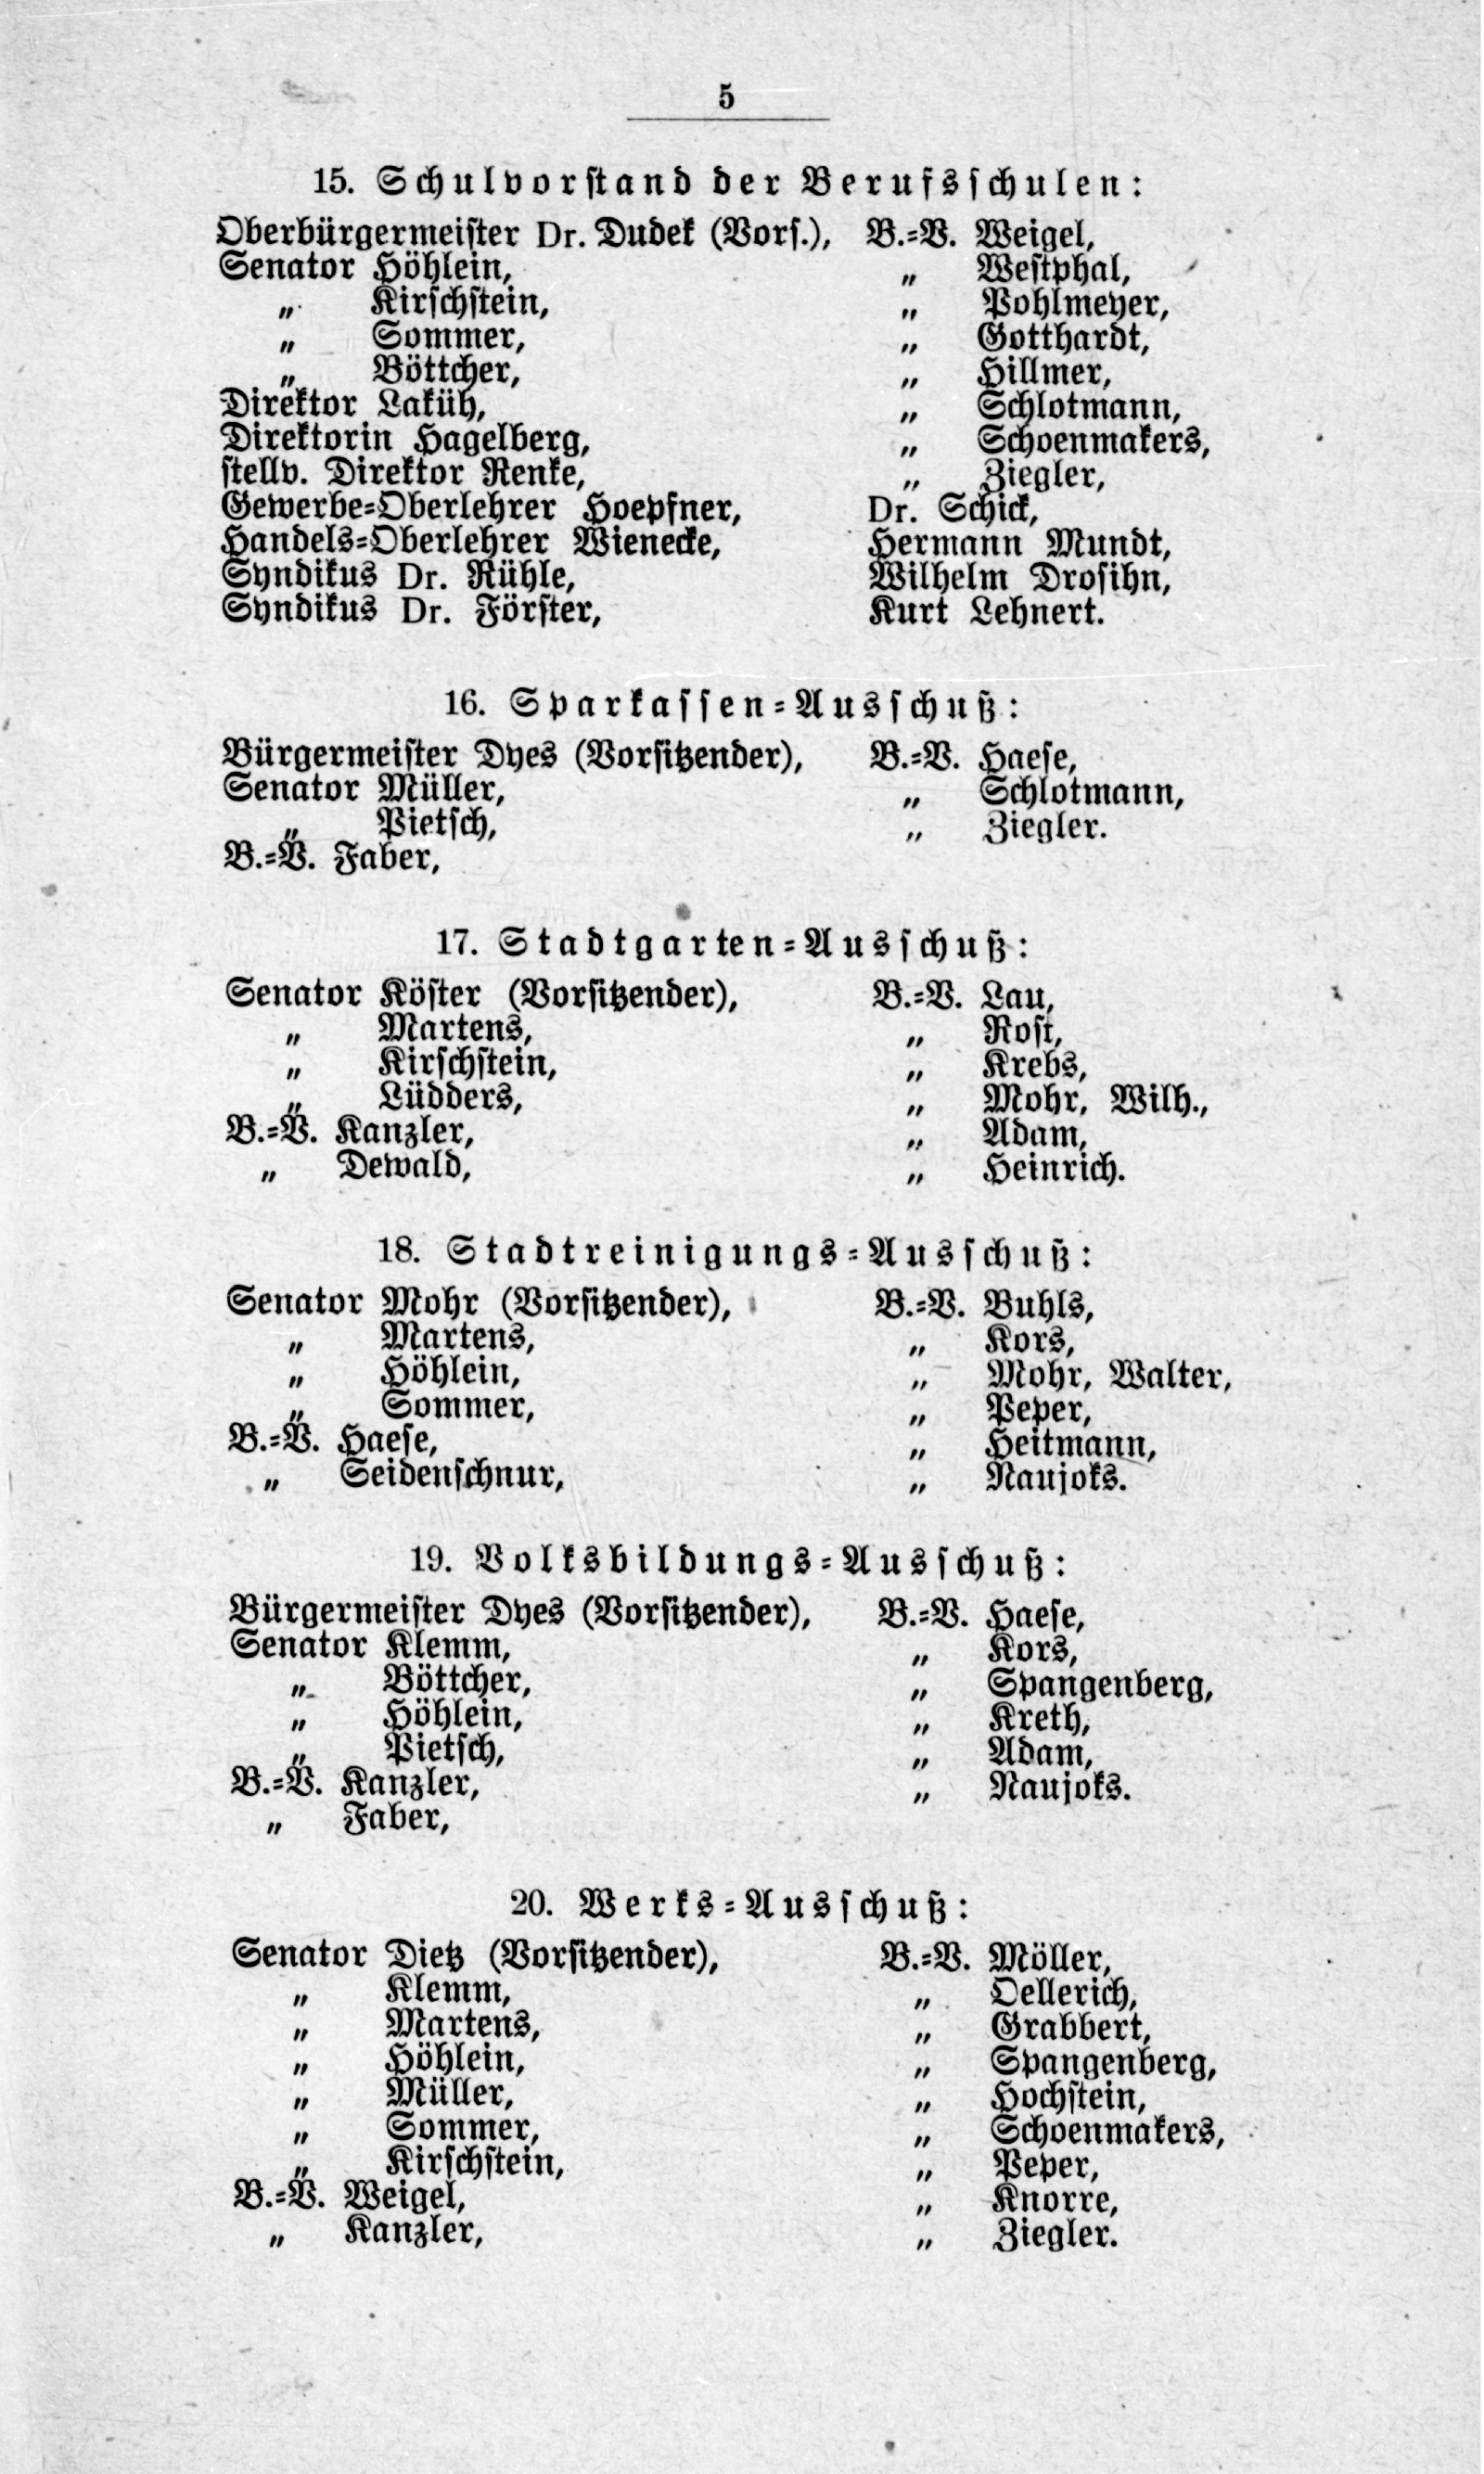 5
15. Schulvorstand der Berufsschulen:
Oberbürgermeister Dr. Dudek (Vors.),
Senator Höhlein,
„ Kirschstein,
„ Sommer,
„ Böttcher,
Direktor Laküh,
Direktorin Hagelberg,
stellv. Direktor Renke,
Gewerbe-Oberlehrer Hoepfner,
Handels-Oberlehrer Wienecke,
Syndikus Dr. Rühle,
Syndikus Dr. Förster,
B.-V. Weigel,
„ Westphal,
„ Pohlmeyer,
„ Gotthardt,
„ Hillmer,
„ Schlotmann,
„ Schoenmakers,
„ Ziegler,
Dr. Schick,
Hermann Mundt,
Wilhelm Drosihn,
Kurt Lehnert.
16. Sparkassen-Ausschuß:
Bürgermeister Dyes (Vorsitzender),
Senator Müller,
„ Pietsch,
B.-V. Faber,
B.-V. Haese,
„ Schlotmann,
„ Ziegler.
17. Stadtgarten-Ausschuß:
Senator Köster (Vorsitzender),
„ Martens,
„ Kirschstein,
„ Lüdders,
B.-V. Kanzler,
„ Dewald,
B.-V. Lau,
„ Rost,
„ Krebs,
„ Mohr, Wilh.,
„ Adam,
„ Heinrich.
18. Stadtreinigungs-Ausschuß:
Senator Mohr (Vorsitzender),
„ Martens,
„ Höhlein,
„ Sommer,
B.-V. Haese,
„ Seidenschnur,
B.-V. Buhls,
„ Kors,
„ Mohr, Walter,
„ Peper,
„ Heitmann,
„ Naujoks.
19. Volksbildungs-Ausschuß:
Bürgermeister Dyes (Vorsitzender),
Senator Klemm,
„ Böttcher,
„ Höhlein,
„ Pietsch,
B.-V. Kanzler,
„ Faber,
B.-V. Haese,
„ Kors,
„ Spangenberg,
„ Kreth,
„ Adam,
„ Naujoks.
20. Werks-Ausschuß:
Senator Dietz (Vorsitzender),
„ Klemm,
„ Martens,
„ Höhlein,
„ Müller,
„ Sommer,
„ Kirschstein,
B.-V. Weigel,
„ Kanzler,
B.-V. Möller,
„ Oellerich,
„ Grabbert,
„ Spangenberg,
„ Hochstein,
„ Schoenmakers,
„ Peper,
„ Knorre,
„ Ziegler.